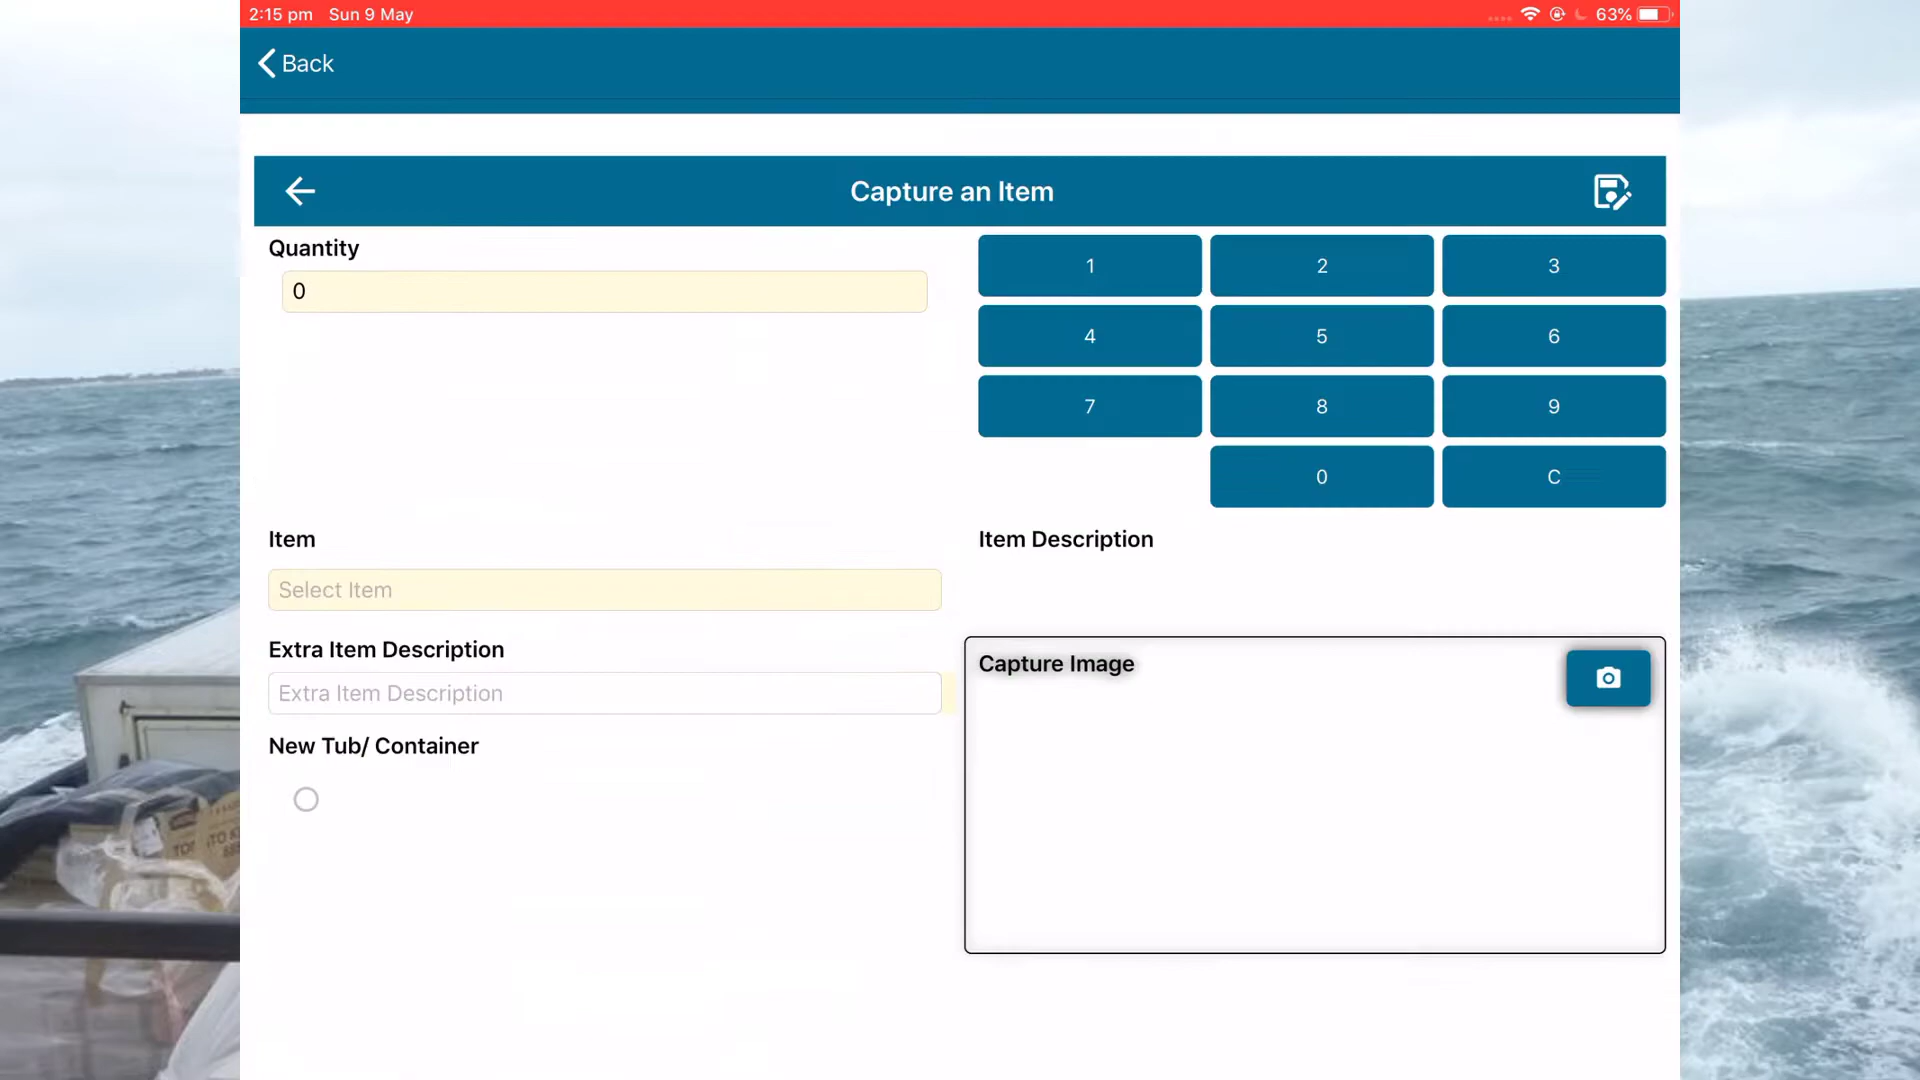 2:15 pm Sun 9 May 63%
Back
Capture an Item
Quantity
0
1 2 3
4 5 6
7 8 9
0 C
Item
Select Item
Item Description
Extra Item Description
Extra Item Description
New Tub/ Container
Capture Image